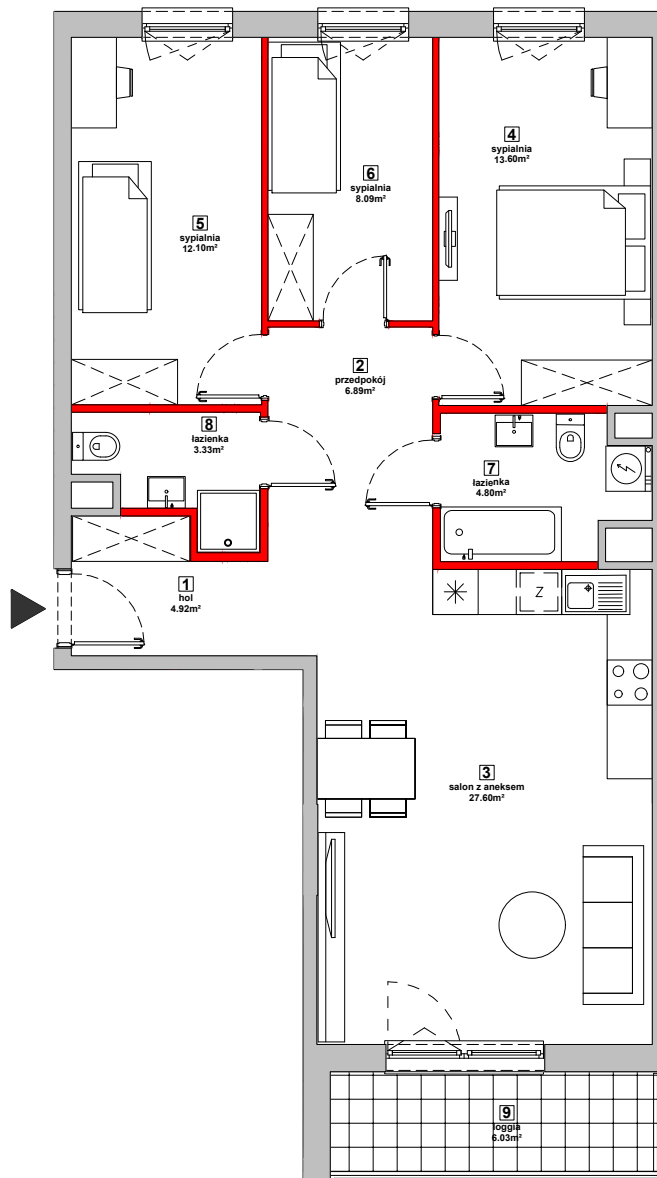 4
sypialnia
13.60m²
6
sypialnia
8.09m²
5
sypialnia
12.10m²
2
przedpokój
6.89m²
8
łazienka
3.33m²
7
łazienka
4.80m²
1
hol
4.92m²
Z
3
salon z aneksem
27.60m²
9
loggia
6.03m²